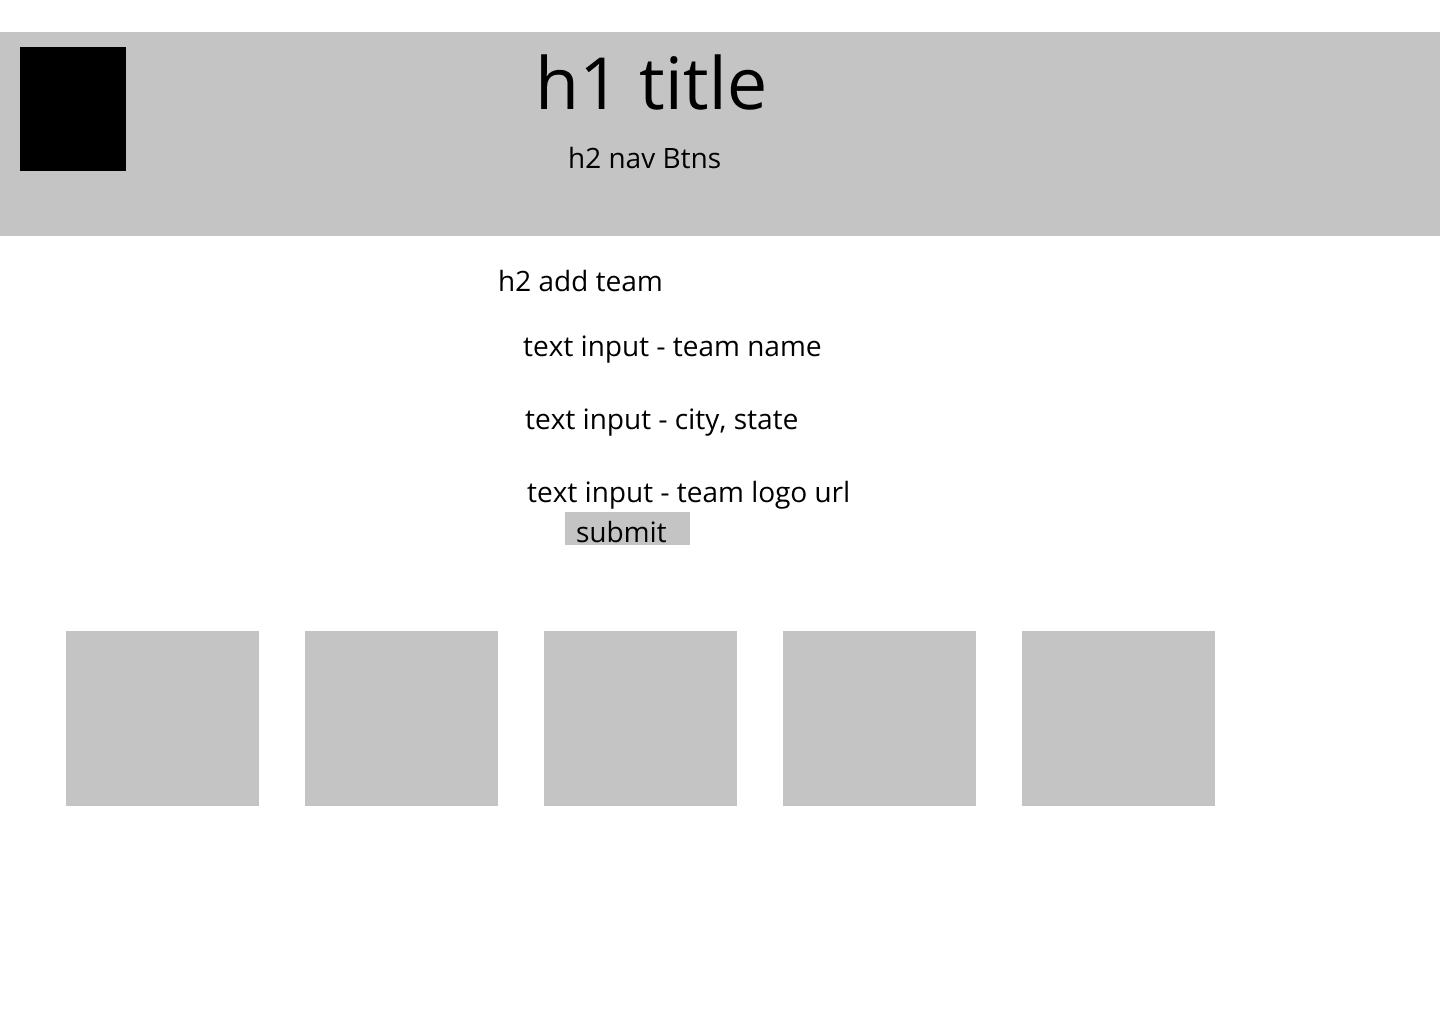 h1 title
h2 nav Btns
h2 add team
text input - team name
text input - city, state
text input - team logo url
submit